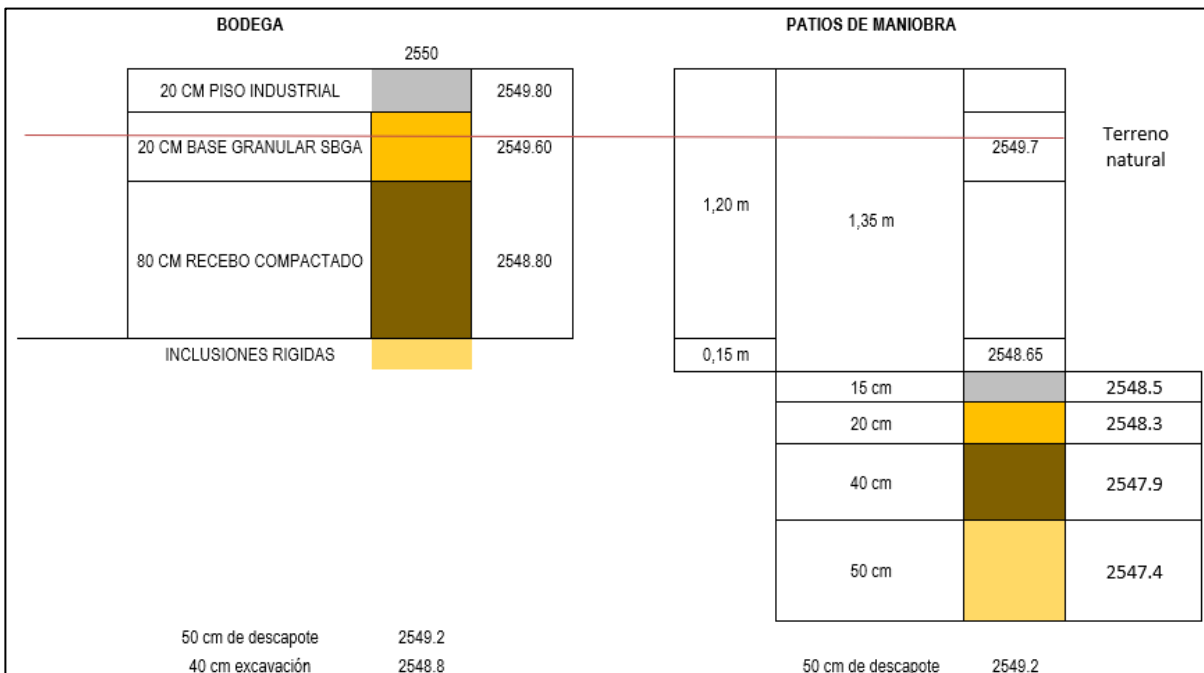 BODEGA
2550
20 CM PISO INDUSTRIAL 2549.80
20 CM BASE GRANULAR SBGA 2549.60
80 CM RECEBO COMPACTADO 2548.80
INCLUSIONES RIGIDAS
50 cm de descapote 2549.2
40 cm excavación 2548.8
PATIOS DE MANIOBRA
2549.7
Terreno
natural
1,20 m
1,35 m
0,15 m
2548.65
15 cm 2548.5
20 cm 2548.3
40 cm 2547.9
50 cm 2547.4
50 cm de descapote 2549.2